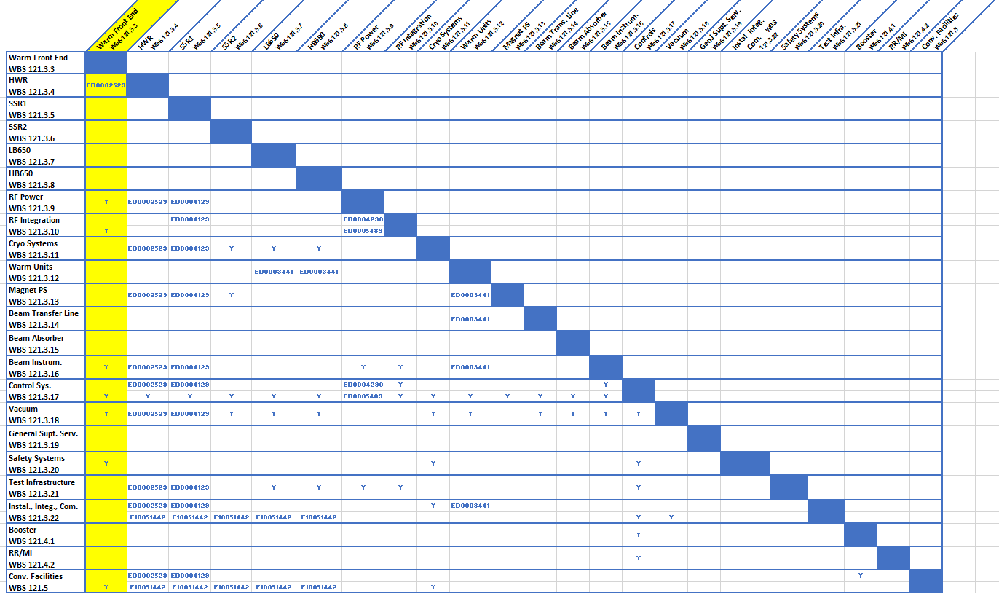 Warm Front End
WBS 121.3.3
HWR
WBS 121.3.4
SSR1
WBS 121.3.5
SSR2
WBS 121.3.6
LB650
WBS 121.3.7
HB650
WBS 121.3.8
RF Power
WBS 121.3.9
RF Integration
WBS 121.3.10
Cryo Systems
WBS 121.3.11
Warm Units
WBS 121.3.12
Magnet PS
WBS 121.3.13
Beam Trans. Line
WBS 121.3.14
Beam Absorber
WBS 121.3.15
Beam Instrum.
WBS 121.3.16
Controls
WBS 121.3.17
Vacuum
WBS 121.3.18
Genral Supt. Serv.
WBS 121.3.19
Instal. Integ.
Com. WBS
121.3.22
Safety Systems
WBS 121.3.20
Test Infra.
WBS 121.3.21
Booster
WBS 121.4.1
RR/MI
WBS 121.4.2
Conv. Facilities
WBS 121.5
Warm Front End
WBS 121.3.3
HWR
WBS 121.3.4
ED0002529
SSR1
WBS 121.3.5
SSR2
WBS 121.3.6
LB650
WBS 121.3.7
HB650
WBS 121.3.8
RF Power
WBS 121.3.9
Y ED0002529 ED0004129
RF Integration
WBS 121.3.10
ED0004129 ED0004290
Y ED0005489
Cryo Systems
WBS 121.3.11
ED0002529 ED0004129 Y Y Y
Warm Units
WBS 121.3.12
ED0003441 ED0003441
Magnet PS
WBS 121.3.13
ED0002529 ED0004129 Y ED0003441
Beam Transfer Line
WBS 121.3.14
ED0003441
Beam Absorber
WBS 121.3.15
Beam Instrum.
WBS 121.3.16
Y ED0002529 ED0004129 Y Y ED0003441
Control Sys.
WBS 121.3.17
ED0002529 ED0004129 ED0004290 Y Y
Y Y Y Y Y Y ED0005489 Y Y Y Y Y Y Y
Vacuum
WBS 121.3.18
Y ED0002529 ED0004129 Y Y Y Y Y Y Y Y Y
General Supt. Serv.
WBS 121.3.19
Safety Systems
WBS 121.3.20
Y Y Y
Test Infrastructure
WBS 121.3.21
ED0002529 ED0004129 Y Y Y Y Y
Instal., Integ., Com.
WBS 121.3.22
ED0002529 ED0004129 Y ED0003441
F10051442 F10051442 F10051442 F10051442 F10051442 Y Y
Booster
WBS 121.4.1
Y
RR/MI
WBS 121.4.2
Y
Conv. Facilities
WBS 121.5
ED0002529 ED0004129 Y
Y F10051442 F10051442 F10051442 F10051442 F10051442 Y